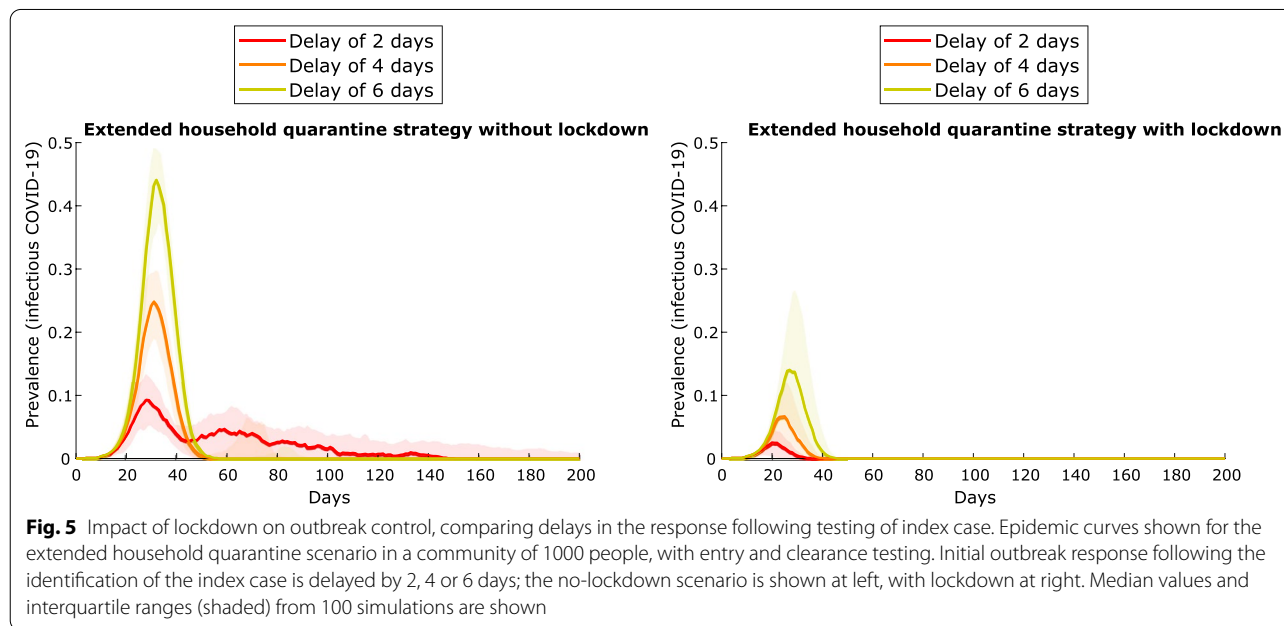 Delay of 2 days
Delay of 4 days
Delay of 6 days
Extended household quarantine strategy without lockdown
Prevalence (infectious COVID-19)
0.5
0.4
0.3
0.2
0.1
0
0 20 40 60 80 100 120 140 160 180 200
Days
Delay of 2 days
Delay of 4 days
Delay of 6 days
Extended household quarantine strategy with lockdown
Prevalence (infectious COVID-19)
0.5
0.4
0.3
0.2
0.1
0
0 20 40 60 80 100 120 140 160 180 200
Days
Fig. 5 Impact of lockdown on outbreak control, comparing delays in the response following testing of index case. Epidemic curves shown for the
extended household quarantine scenario in a community of 1000 people, with entry and clearance testing. Initial outbreak response following the
identification of the index case is delayed by 2, 4 or 6 days; the no-lockdown scenario is shown at left, with lockdown at right. Median values and
interquartile ranges (shaded) from 100 simulations are shown